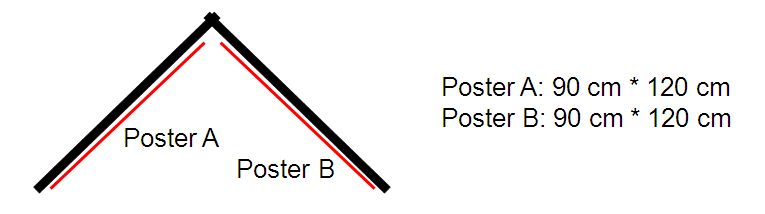 Poster A: 90 cm * 120 cm
Poster B: 90 cm * 120 cm
Poster A
Poster B